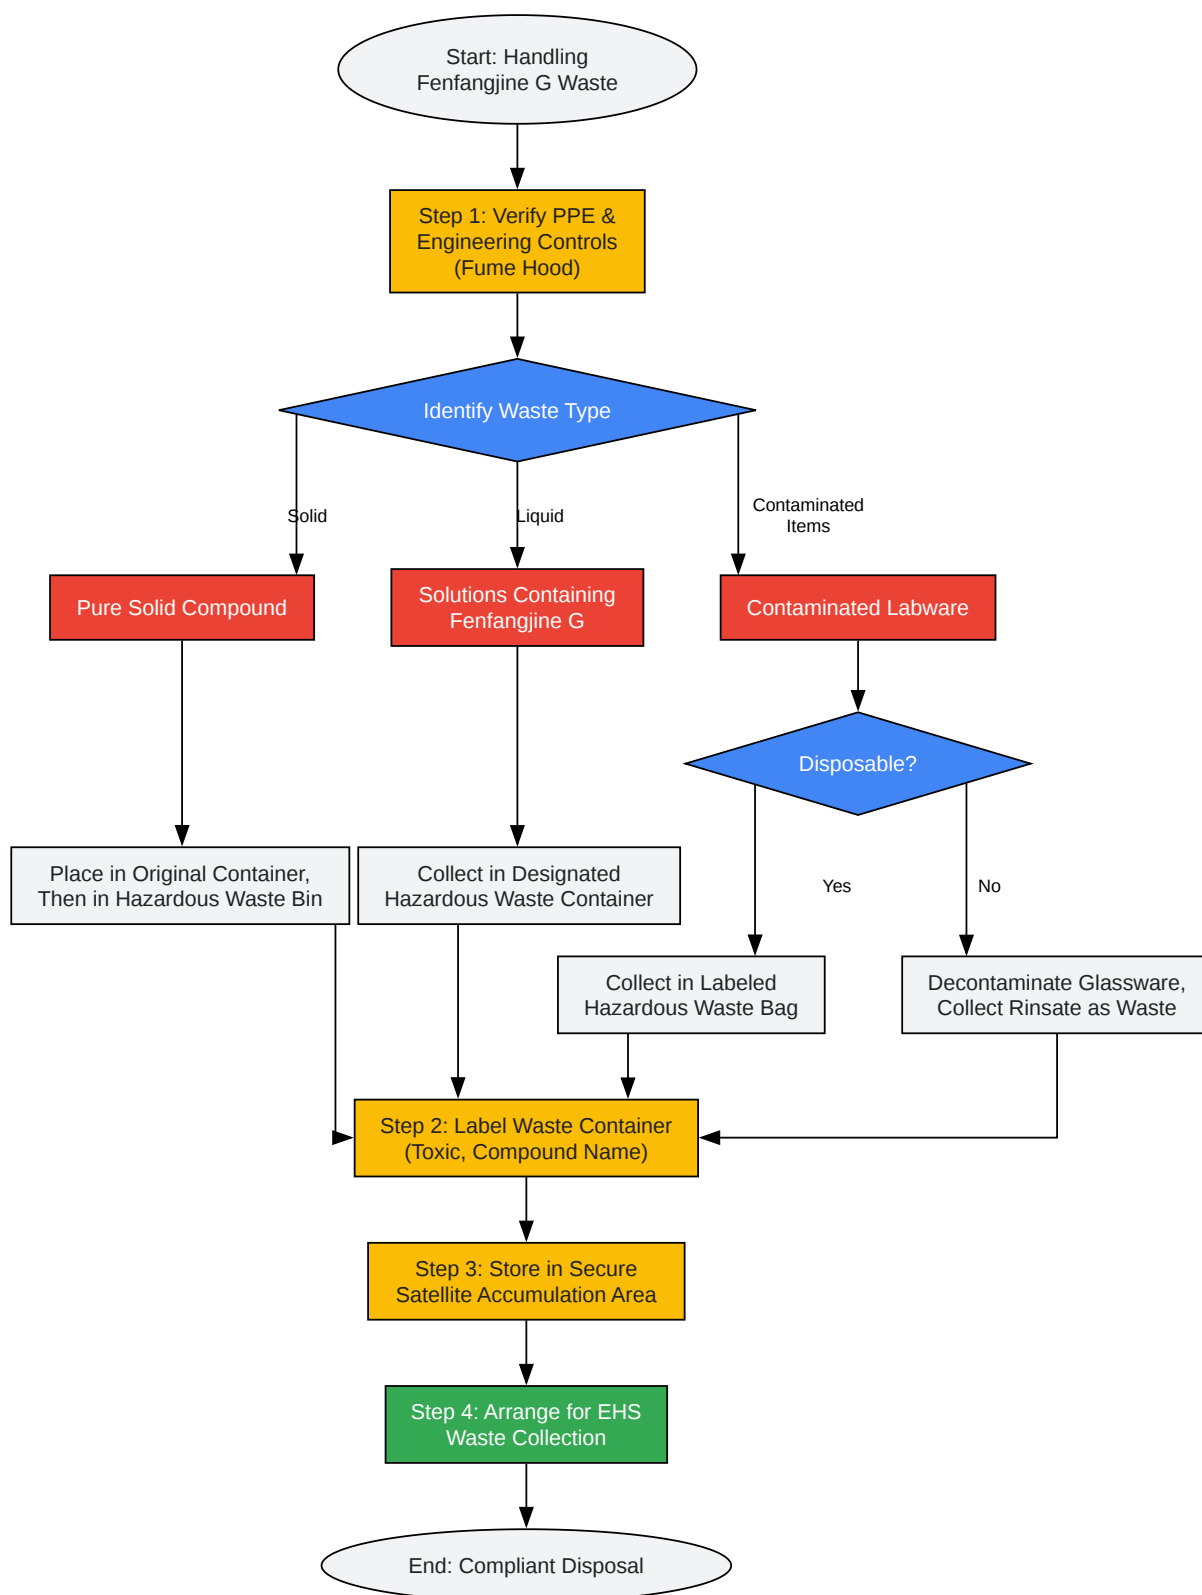 Start: Handling
Fenfangjine G Waste
Step 1: Verify PPE &
Engineering Controls
(Fume Hood)
Identify Waste Type
Solid
Liquid
Contaminated
Items
Pure Solid Compound
Solutions Containing
Fenfangjine G
Contaminated Labware
Disposable?
Place in Original Container,
Then in Hazardous Waste Bin
Collect in Designated
Hazardous Waste Container
Yes
No
Collect in Labeled
Hazardous Waste Bag
Decontaminate Glassware,
Collect Rinsate as Waste
Step 2: Label Waste Container
(Toxic, Compound Name)
Step 3: Store in Secure
Satellite Accumulation Area
Step 4: Arrange for EHS
Waste Collection
End: Compliant Disposal